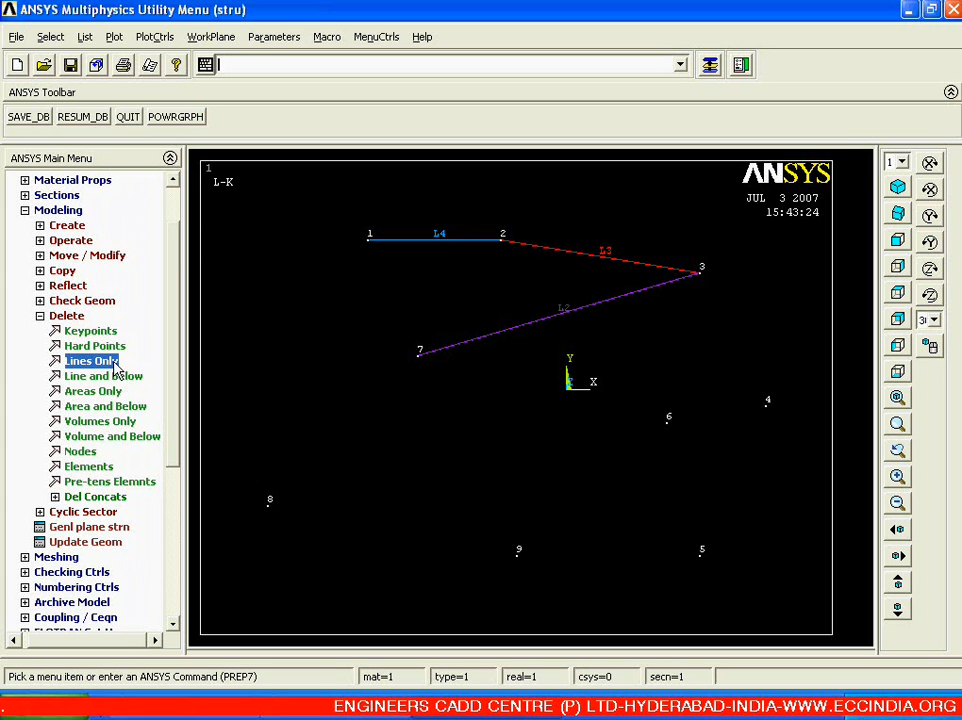 ANSYS Multiphysics Utility Menu (stru)
File Select List Plot PlotCtrls WorkPlane Parameters Macro MenuCtrls Help
ANSYS Toolbar
SAVE_DB RESUM_DB QUIT POWRGRPH
ANSYS Main Menu
Material Props
Sections
Modeling
Create
Operate
Move / Modify
Copy
Reflect
Check Geom
Delete
Keypoints
Hard Points
Lines Only
Line and Below
Areas Only
Area and Below
Volumes Only
Volume and Below
Nodes
Elements
Pre-tens Elemnts
Del Concats
Cyclic Sector
Genl plane strn
Update Geom
Meshing
Checking Ctrls
Numbering Ctrls
Archive Model
Coupling / Ceqn
1
L-K
ANSYS
JUL 3 2007
15:43:24
1 L4 2
L3
3
L2
7
Y
X
4
6
8
9 5
1
Pick a menu item or enter an ANSYS Command (PREP7) mat=1 type=1 real=1 csys=0 secn=1
ENGINEERS CADD CENTRE (P) LTD-HYDERABAD-INDIA-WWW.ECCINDIA.ORG